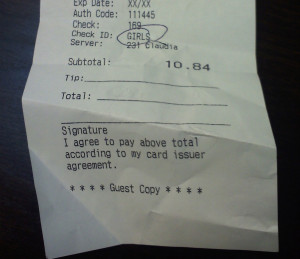 Exp Date: XX/XX
Auth Code: 111445
Check: 169
Check ID: GIRLS
Server: 231 Claudia
Subtotal: 10.84
Tip:
Total:
Signature
I agree to pay above total
according to my card issuer
agreement.
* * * * Guest Copy * * * *